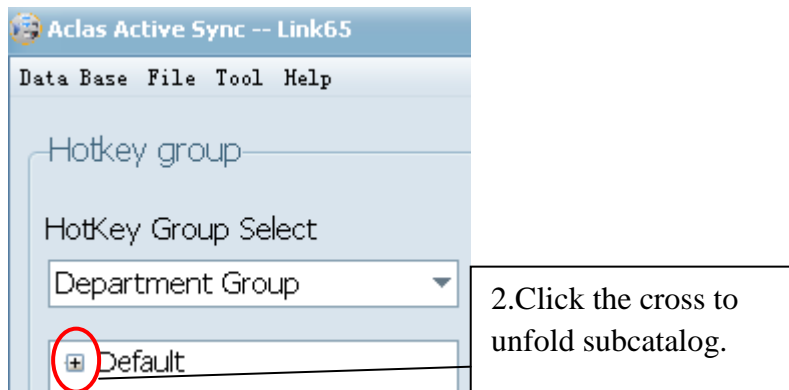 Aclas Active Sync -- Link65
Data Base File Tool Help
Hotkey group
HotKey Group Select
Department Group
2.Click the cross to
unfold subcatalog.
Default